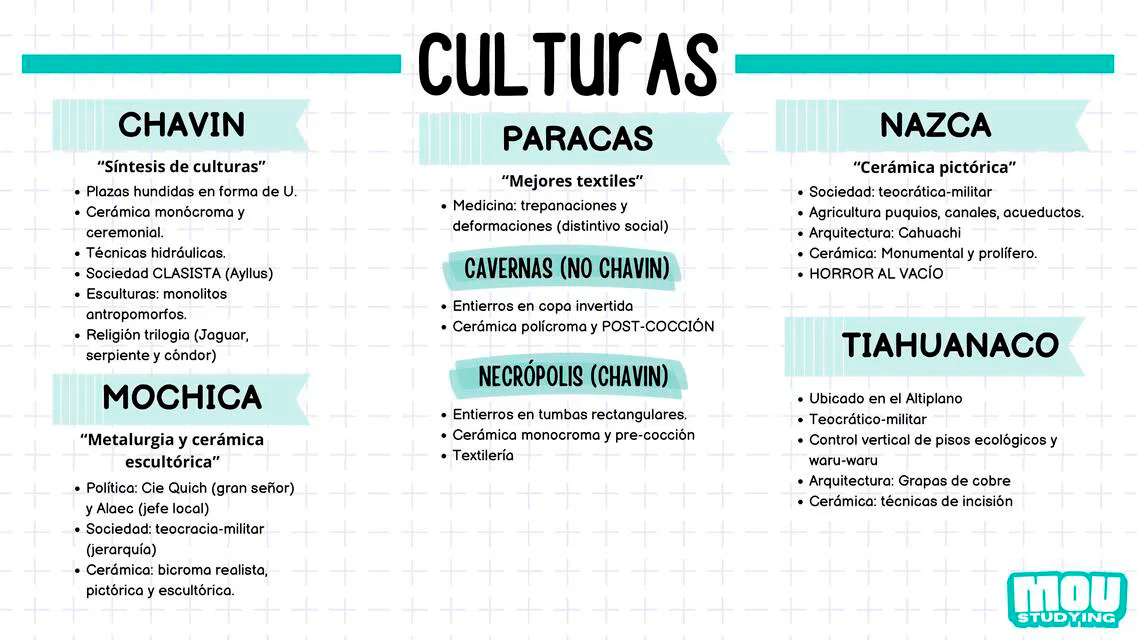 CULTURAS
CHAVIN
“Síntesis de culturas”
• Plazas hundidas en forma de U.
• Cerámica monócroma y
ceremonial.
• Técnicas hidráulicas.
• Sociedad CLASISTA (Ayllus)
• Esculturas: monolitos
antropomorfos.
• Religión trilogia (Jaguar,
serpiente y cóndor)
MOCHICA
“Metalurgia y cerámica
escultórica”
• Política: Cie Quich (gran señor)
y Alaec (jefe local)
• Sociedad: teocracia-militar
(jerarquía)
• Cerámica: bicroma realista,
pictórica y escultórica.
PARACAS
“Mejores textiles”
• Medicina: trepanaciones y
deformaciones (distintivo social)
CAVERNAS (NO CHAVIN)
• Entierros en copa invertida
• Cerámica polícroma y POST-COCCIÓN
NECRÓPOLIS (CHAVIN)
• Entierros en tumbas rectangulares.
• Cerámica monocroma y pre-cocción
• Textilería
NAZCA
“Cerámica pictórica”
• Sociedad: teocrática-militar
• Agricultura puquios, canales, acueductos.
• Arquitectura: Cahuachi
• Cerámica: Monumental y prolífero.
• HORROR AL VACÍO
TIAHUANACO
• Ubicado en el Altiplano
• Teocrático-militar
• Control vertical de pisos ecológicos y
waru-waru
• Arquitectura: Grapas de cobre
• Cerámica: técnicas de incisión
MOU
STUDYING